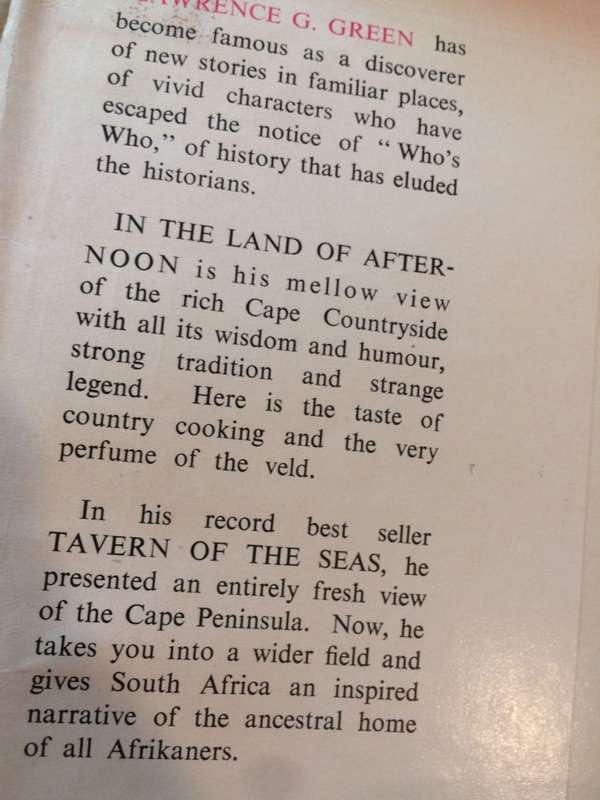 LAWRENCE G. GREEN has
become famous as a discoverer
of new stories in familiar places,
of vivid characters who have
escaped the notice of “ Who’s
Who,” of history that has eluded
the historians.
IN THE LAND OF AFTER-
NOON is his mellow view
of the rich Cape Countryside
with all its wisdom and humour,
strong tradition and strange
legend. Here is the taste of
country cooking and the very
perfume of the veld.
In his record best seller
TAVERN OF THE SEAS, he
presented an entirely fresh view
of the Cape Peninsula. Now, he
takes you into a wider field and
gives South Africa an inspired
narrative of the ancestral home
of all Afrikaners.